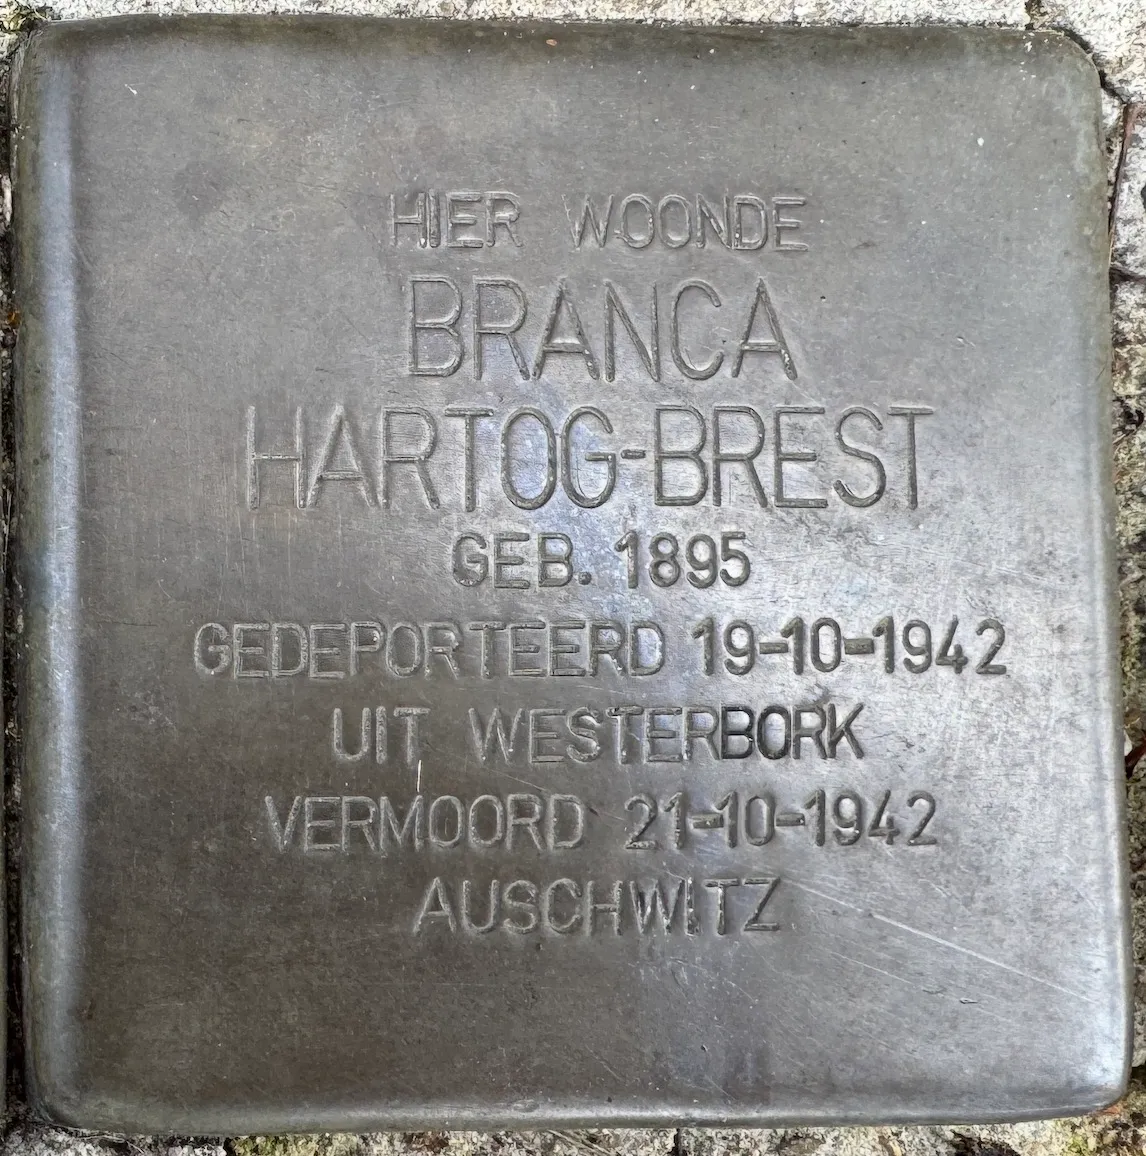 HIER WOONDE
BRANCA
HARTOG-BREST
GEB. 1895
GEDEPORTEERD 19-10-1942
UIT WESTERBORK
VERMOORD 21-10-1942
AUSCHWITZ